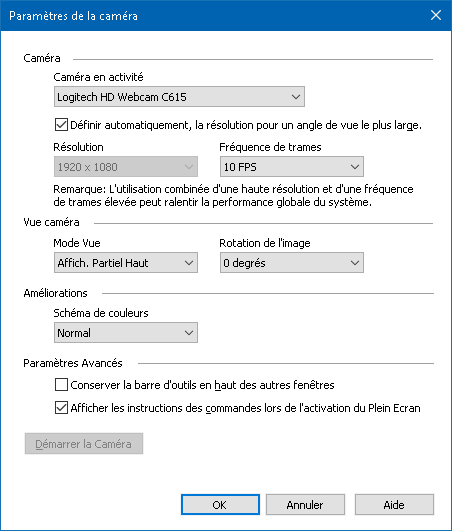 Paramètres de la caméra
Caméra
Caméra en activité
Logitech HD Webcam C615
Définir automatiquement, la résolution pour un angle de vue le plus large.
Résolution Fréquence de trames
1920 x 1080 10 FPS
Remarque: L'utilisation combinée d'une haute résolution et d'une fréquence
de trames élevée peut ralentir la performance globale du système.
Vue caméra
Mode Vue Rotation de l'image
Affich. Partiel Haut 0 degrés
Améliorations
Schéma de couleurs
Normal
Paramètres Avancés
Conserver la barre d'outils en haut des autres fenêtres
Afficher les instructions des commandes lors de l'activation du Plein Ecran
Démarrer la Caméra
OK Annuler Aide